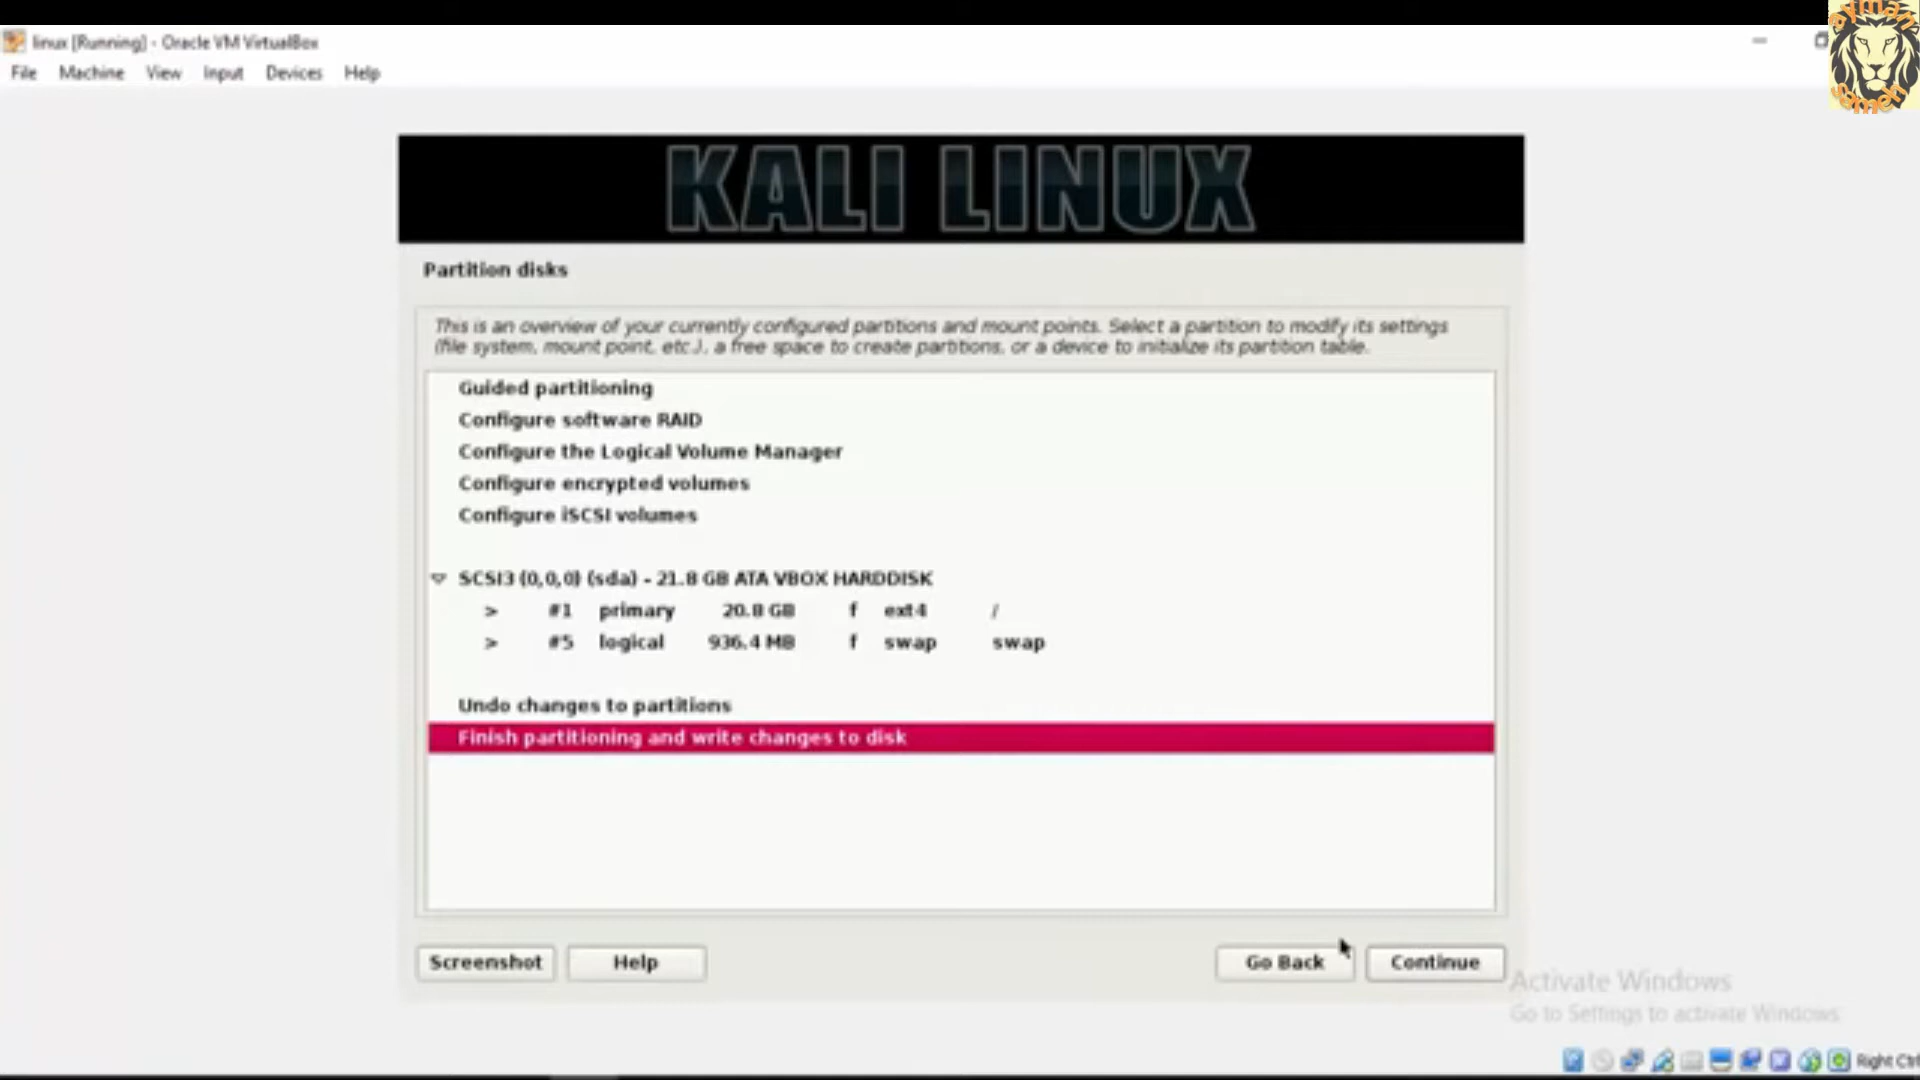 linux [Running] - Oracle VM VirtualBox
File Machine View Input Devices Help
ayman
sameh
KALI LINUX
Partition disks
This is an overview of your currently configured partitions and mount points. Select a partition to modify its settings
(file system, mount point, etc.), a free space to create partitions, or a device to initialize its partition table.
Guided partitioning
Configure software RAID
Configure the Logical Volume Manager
Configure encrypted volumes
Configure iSCSI volumes
SCSI3 (0,0,0) (sda) - 21.8 GB ATA VBOX HARDDISK
> #1 primary 20.8 GB f ext4 /
> #5 logical 936.4 MB f swap swap
Undo changes to partitions
Finish partitioning and write changes to disk
Screenshot Help Go Back Continue
Activate Windows
Go to Settings to activate Windows.
Right Ctrl